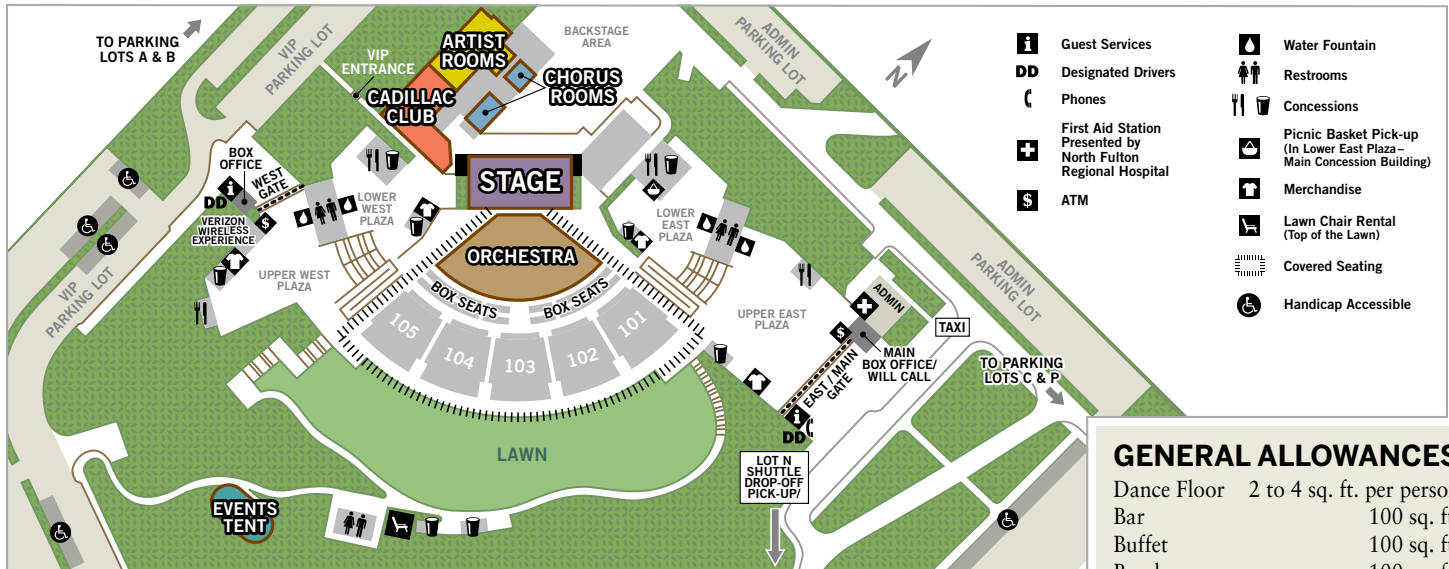 TO PARKING
LOTS A & B
VIP
PARKING LOT
VIP
ENTRANCE
ARTIST
ROOMS
BACKSTAGE
AREA
CHORUS
ROOMS
CADILLAC
CLUB
ADMIN
PARKING LOT
N
BOX
OFFICE
WEST
GATE
DD
VERIZON
WIRELESS
EXPERIENCE
$
LOWER
WEST
PLAZA
UPPER WEST
PLAZA
STAGE
ORCHESTRA
BOX SEATS
BOX SEATS
105
104
103
102
101
LOWER
EAST
PLAZA
UPPER EAST
PLAZA
ADMIN
$
MAIN
BOX OFFICE/
WILL CALL
EAST / MAIN
GATE
i
i
DD
TAXI
ADMIN
PARKING LOT
TO PARKING
LOTS C & P
VIP
PARKING LOT
LAWN
EVENTS
TENT
LOT N
SHUTTLE
DROP-OFF
PICK-UP/
i Guest Services
DD Designated Drivers
Phones
First Aid Station
Presented by
North Fulton
Regional Hospital
$ ATM
Water Fountain
Restrooms
Concessions
Picnic Basket Pick-up
(In Lower East Plaza–
Main Concession Building)
Merchandise
Lawn Chair Rental
(Top of the Lawn)
Covered Seating
Handicap Accessible
GENERAL ALLOWANCES
Dance Floor 2 to 4 sq. ft. per perso
Bar 100 sq. f
Buffet 100 sq. f